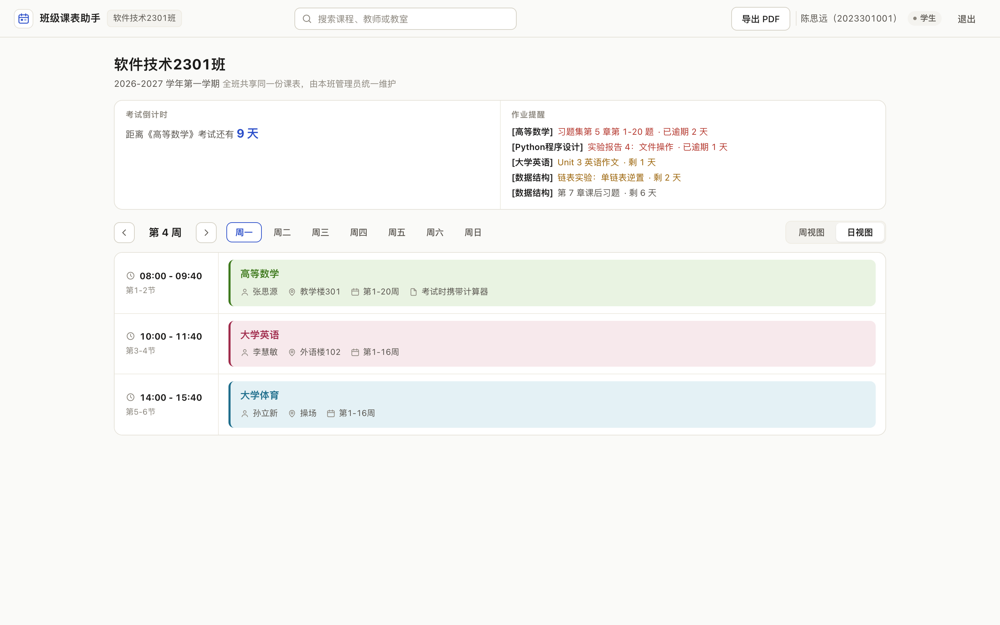 班级课表助手 软件技术2301班 搜索课程、教师或教室 导出 PDF 陈思远（2023301001） 学生 退出
软件技术2301班
2026-2027 学年第一学期 全班共享同一份课表，由本班管理员统一维护
考试倒计时
距离《高等数学》考试还有 9 天
作业提醒
[高等数学] 习题集第 5 章第 1-20 题 · 已逾期 2 天
[Python程序设计] 实验报告 4：文件操作 · 已逾期 1 天
[大学英语] Unit 3 英语作文 · 剩 1 天
[数据结构] 链表实验：单链表逆置 · 剩 2 天
[数据结构] 第 7 章课后习题 · 剩 6 天
第 4 周 周一 周二 周三 周四 周五 周六 周日 周视图 日视图
08:00 - 09:40
第1-2节
高等数学
张思源 教学楼301 第1-20周 考试时携带计算器
10:00 - 11:40
第3-4节
大学英语
李慧敏 外语楼102 第1-16周
14:00 - 15:40
第5-6节
大学体育
孙立新 操场 第1-16周